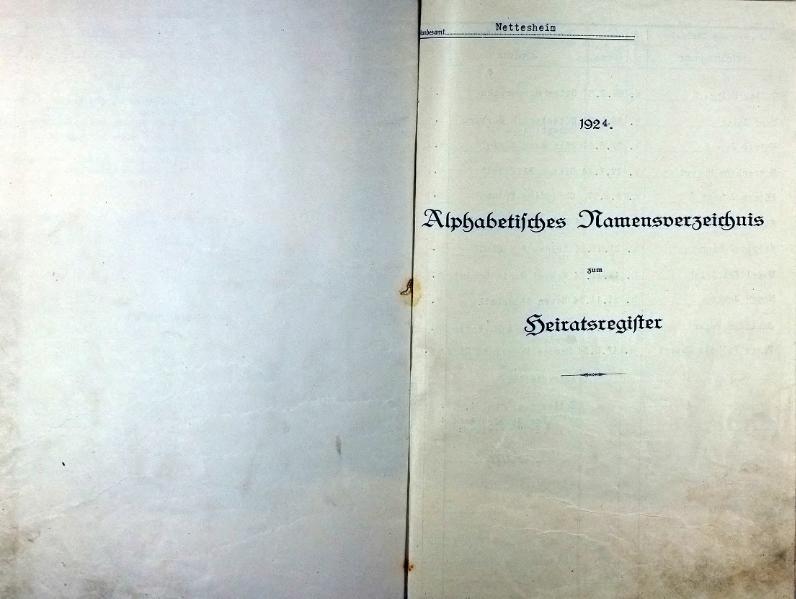 Nettesheim
1924.
Alphabetisches Namensverzeichnis
zum
Heiratsregister